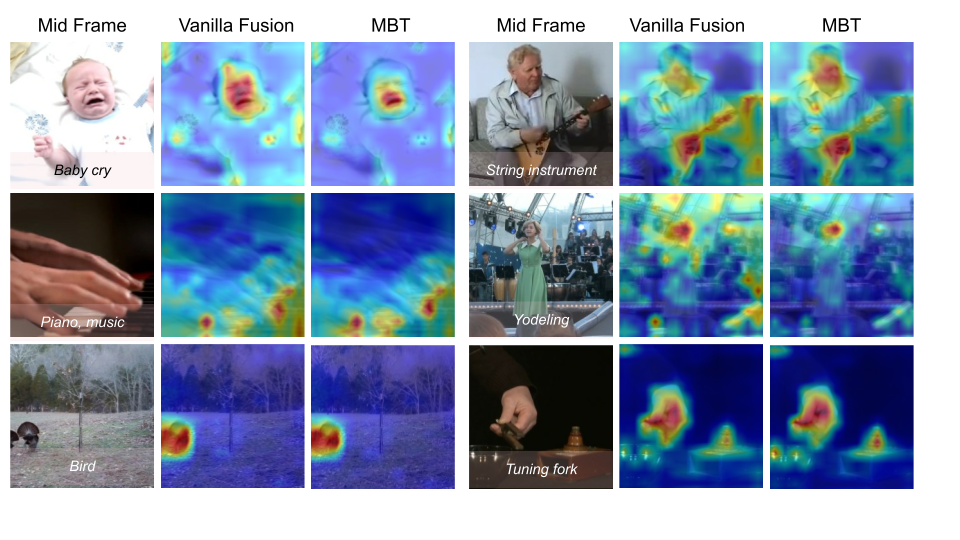 Mid Frame Vanilla Fusion MBT Mid Frame Vanilla Fusion MBT
Baby cry String instrument
Piano, music Yodeling
Bird Tuning fork